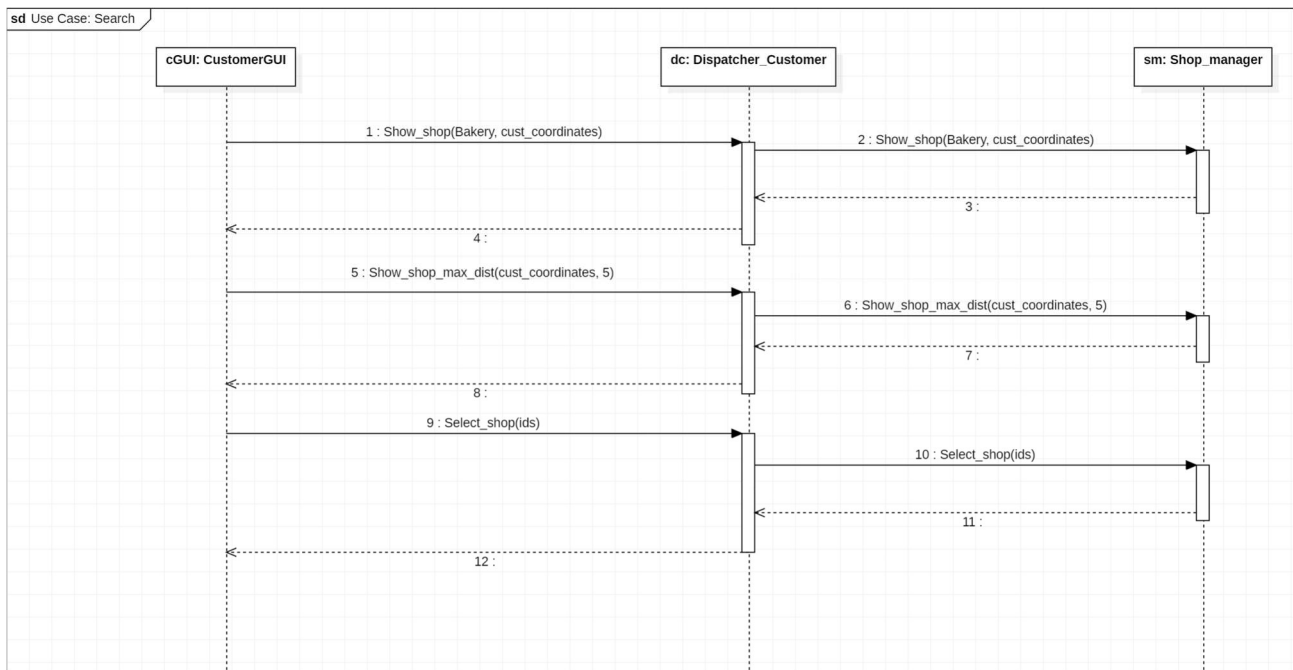 sd Use Case: Search
cGUI: CustomerGUI
dc: Dispatcher_Customer
sm: Shop_manager
1 : Show_shop(Bakery, cust_coordinates)
2 : Show_shop(Bakery, cust_coordinates)
3 :
4 :
5 : Show_shop_max_dist(cust_coordinates, 5)
6 : Show_shop_max_dist(cust_coordinates, 5)
7 :
8 :
9 : Select_shop(ids)
10 : Select_shop(ids)
11 :
12 :